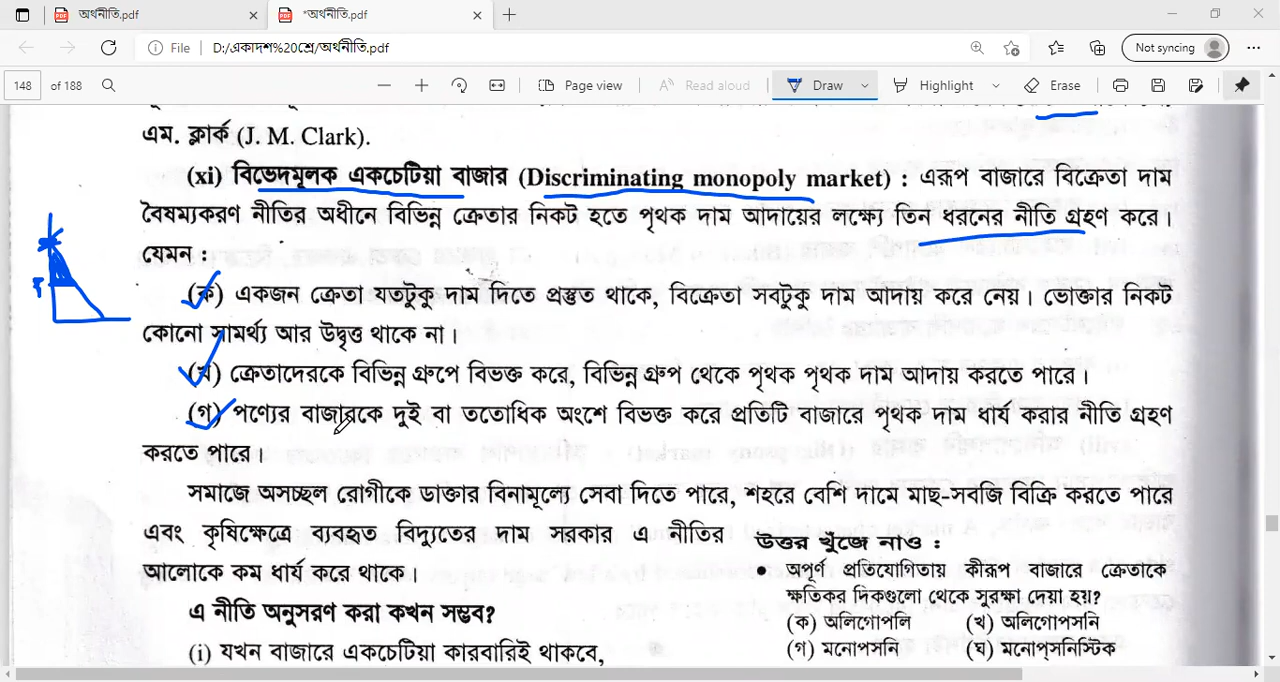 অর্থনীতি.pdf
*অর্থনীতি.pdf
File D:/একাদশ%20শ্রে/অর্থনীতি.pdf
Not syncing
148 of 188
Page view
Read aloud
Draw
Highlight
Erase
এম. ক্লার্ক (J. M. Clark).
(xi) বিভেদমূলক একচেটিয়া বাজার (Discriminating monopoly market) : এরূপ বাজারে বিক্রেতা দাম
বৈষম্যকরণ নীতির অধীনে বিভিন্ন ক্রেতার নিকট হতে পৃথক দাম আদায়ের লক্ষ্যে তিন ধরনের নীতি গ্রহণ করে।
যেমন :
(ক) একজন ক্রেতা যতটুকু দাম দিতে প্রস্তুত থাকে, বিক্রেতা সবটুকু দাম আদায় করে নেয়। ভোক্তার নিকট
কোনো সামর্থ্য আর উদ্বৃত্ত থাকে না।
(খ) ক্রেতাদেরকে বিভিন্ন গ্রুপে বিভক্ত করে, বিভিন্ন গ্রুপ থেকে পৃথক পৃথক দাম আদায় করতে পারে।
(গ) পণ্যের বাজারকে দুই বা ততোধিক অংশে বিভক্ত করে প্রতিটি বাজারে পৃথক দাম ধার্য করার নীতি গ্রহণ
করতে পারে।
সমাজে অসচ্ছল রোগীকে ডাক্তার বিনামূল্যে সেবা দিতে পারে, শহরে বেশি দামে মাছ-সবজি বিক্রি করতে পারে
এবং কৃষিক্ষেত্রে ব্যবহৃত বিদ্যুতের দাম সরকার এ নীতির
আলোকে কম ধার্য করে থাকে।
এ নীতি অনুসরণ করা কখন সম্ভব?
(i) যখন বাজারে একচেটিয়া কারবারিই থাকবে,
উত্তর খুঁজে নাও :
• অপূর্ণ প্রতিযোগিতায় কীরূপ বাজারে ক্রেতাকে
ক্ষতিকর দিকগুলো থেকে সুরক্ষা দেয়া হয়?
(ক) অলিগোপলি (খ) অলিগোপসনি
(গ) মনোপসনি (ঘ) মনোপ্সনিস্টিক